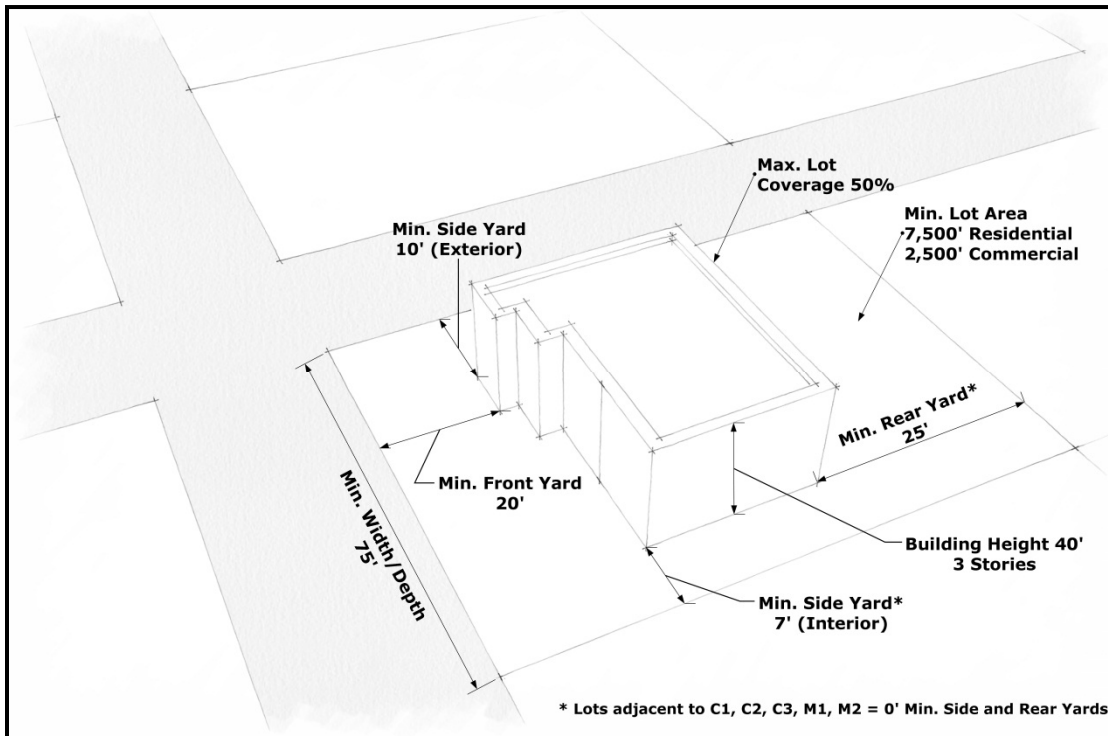 Max. Lot
Coverage 50%
Min. Lot Area
7,500' Residential
2,500' Commercial
Min. Side Yard
10' (Exterior)
Min. Rear Yard*
25'
Min. Front Yard
20'
Min. Width/Depth
75'
Building Height 40'
3 Stories
Min. Side Yard*
7' (Interior)
* Lots adjacent to C1, C2, C3, M1, M2 = 0' Min. Side and Rear Yards